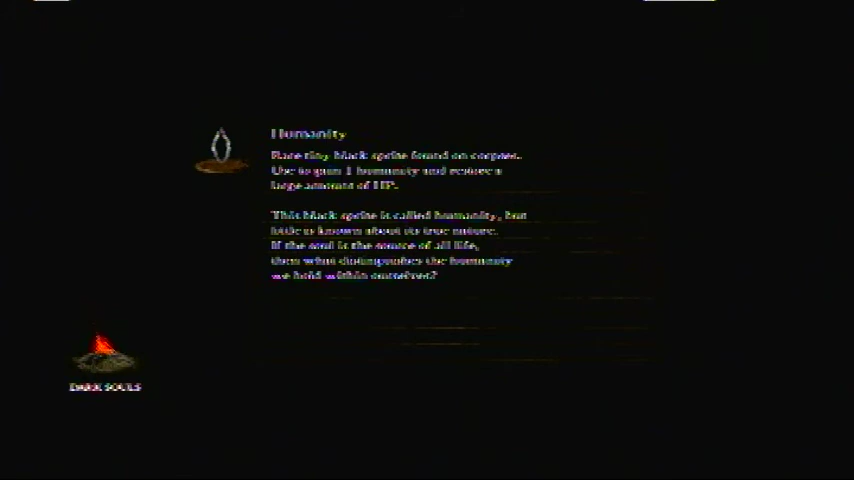 Humanity
Rare tiny black sprite found on corpses.
Use to gain 1 humanity and restore a
large amount of HP.
This black sprite is called humanity, but
little is known about its true nature.
If the soul is the source of all life,
then what distinguishes the humanity
we hold within ourselves?
DARK SOULS